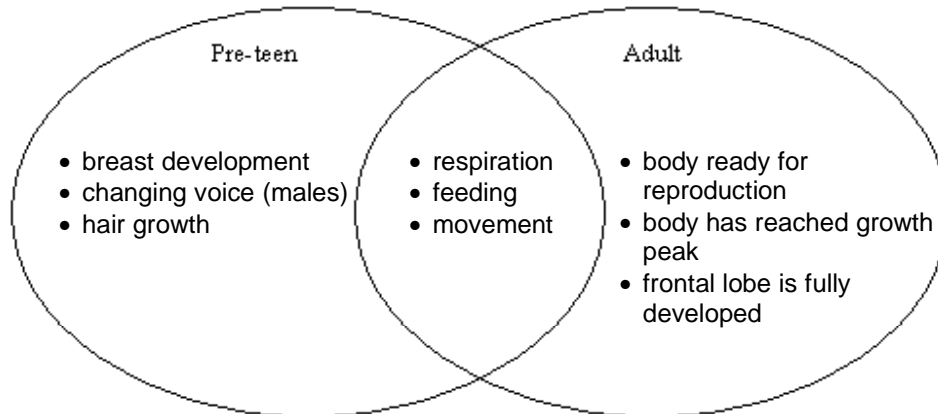 Pre-teen
Adult
• breast development
• changing voice (males)
• hair growth
• respiration
• feeding
• movement
• body ready for
reproduction
• body has reached growth
peak
• frontal lobe is fully
developed